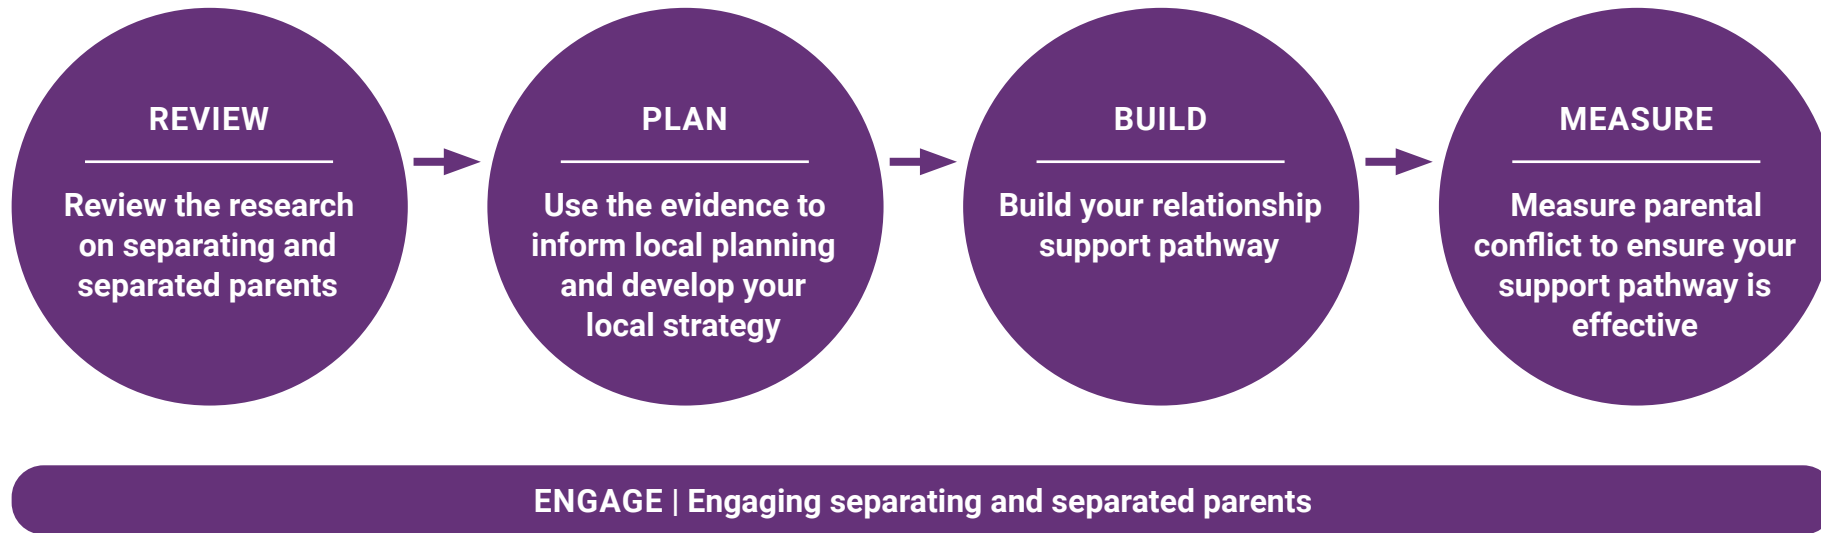 REVIEW
Review the research
on separating and
separated parents
PLAN
Use the evidence to
inform local planning
and develop your
local strategy
BUILD
Build your relationship
support pathway
MEASURE
Measure parental
conflict to ensure your
support pathway is
effective
ENGAGE | Engaging separating and separated parents